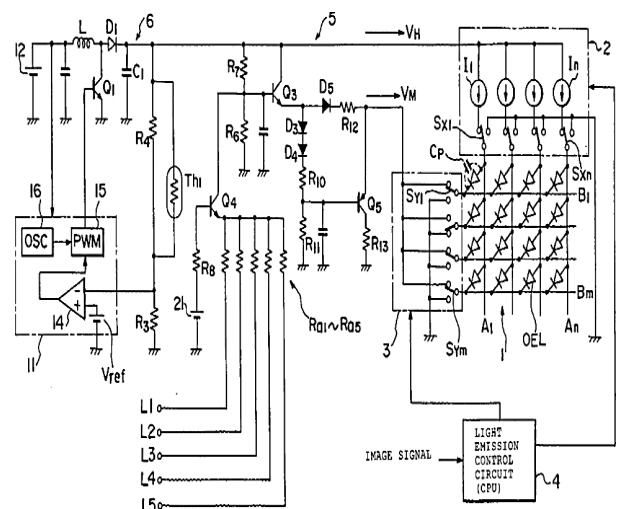 12
L
D1
6
5
VH
2
C1
R7
I1
In
Q1
Q3
D5
VM
R12
SX1
SXn
R4
R6
D3
D4
CP
Th1
Q4
R10
Q5
SY1
B1
16
15
OSC
PWM
R8
R11
R13
14
R3
21
Ra1~Ra5
3
SYm
Bm
A1
1
OEL
An
11
Vref
L1
L2
L3
L4
L5
IMAGE SIGNAL
LIGHT
EMISSION
CONTROL
CIRCUIT
(CPU)
4